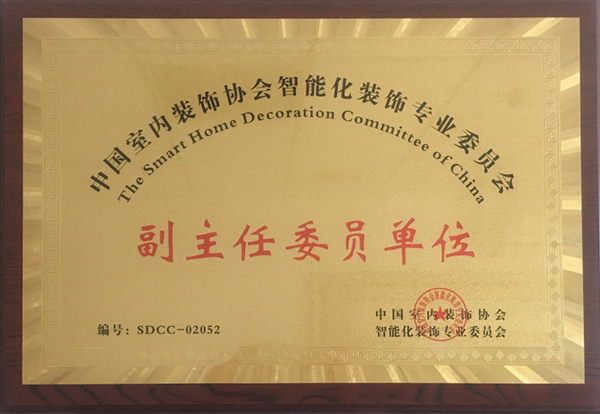 中国室内装饰协会智能化装饰专业委员会
The Smart Home Decoration Committee of China
副主任委员单位
编号：SDCC-02052
中国室内装饰协会
智能化装饰专业委员会